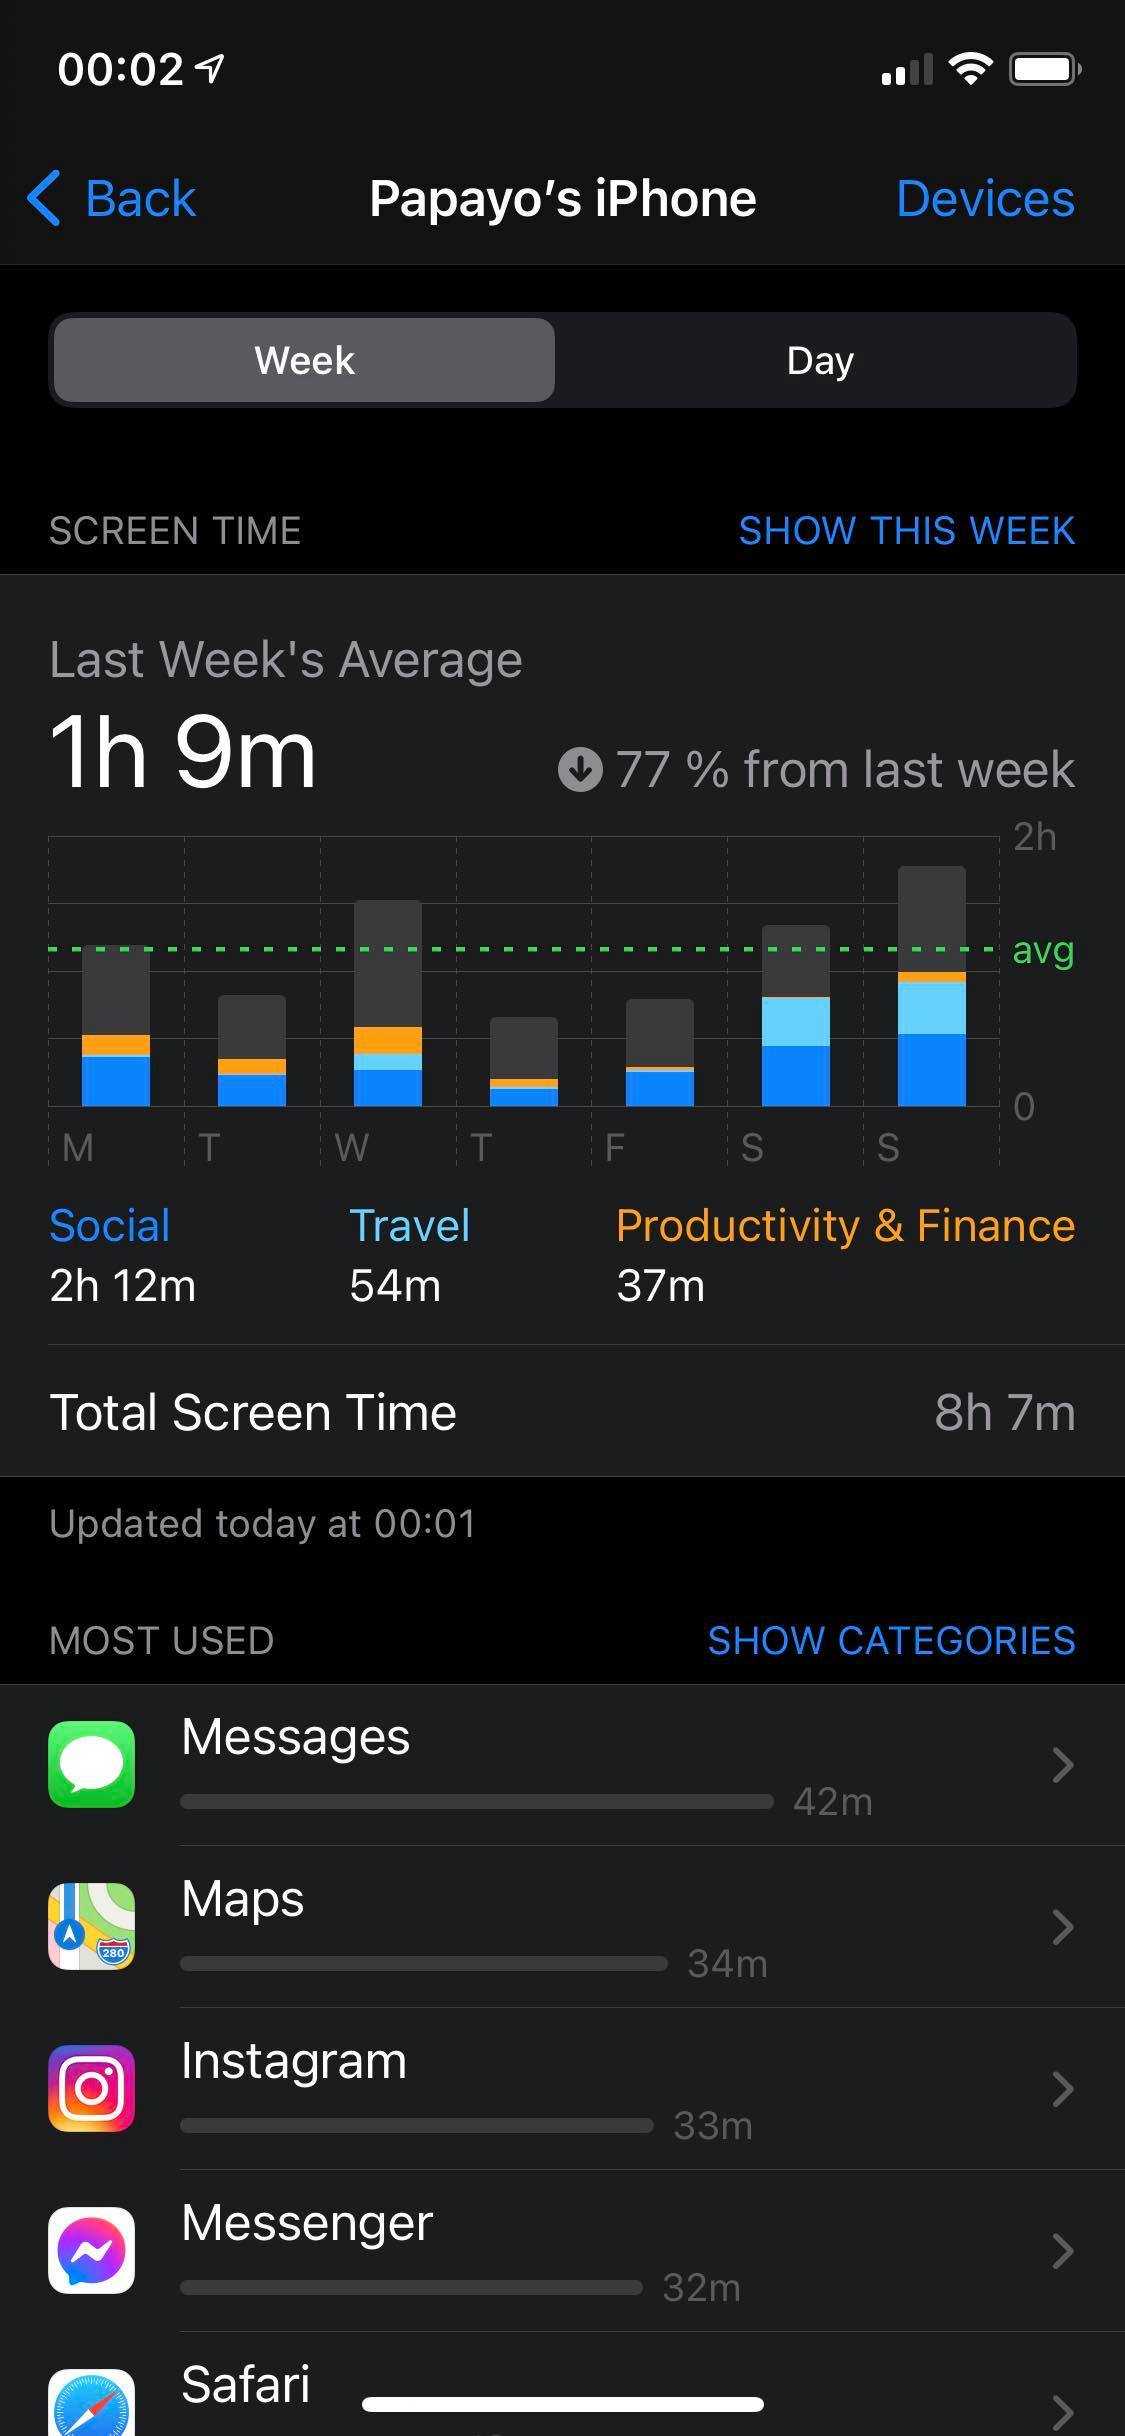 00:02
Back Papayo’s iPhone Devices
Week Day
SCREEN TIME SHOW THIS WEEK
Last Week's Average
1h 9m 77 % from last week
2h
avg
0
M T W T F S S
Social Travel Productivity & Finance
2h 12m 54m 37m
Total Screen Time 8h 7m
Updated today at 00:01
MOST USED SHOW CATEGORIES
Messages
42m
Maps
280
34m
Instagram
33m
Messenger
32m
Safari